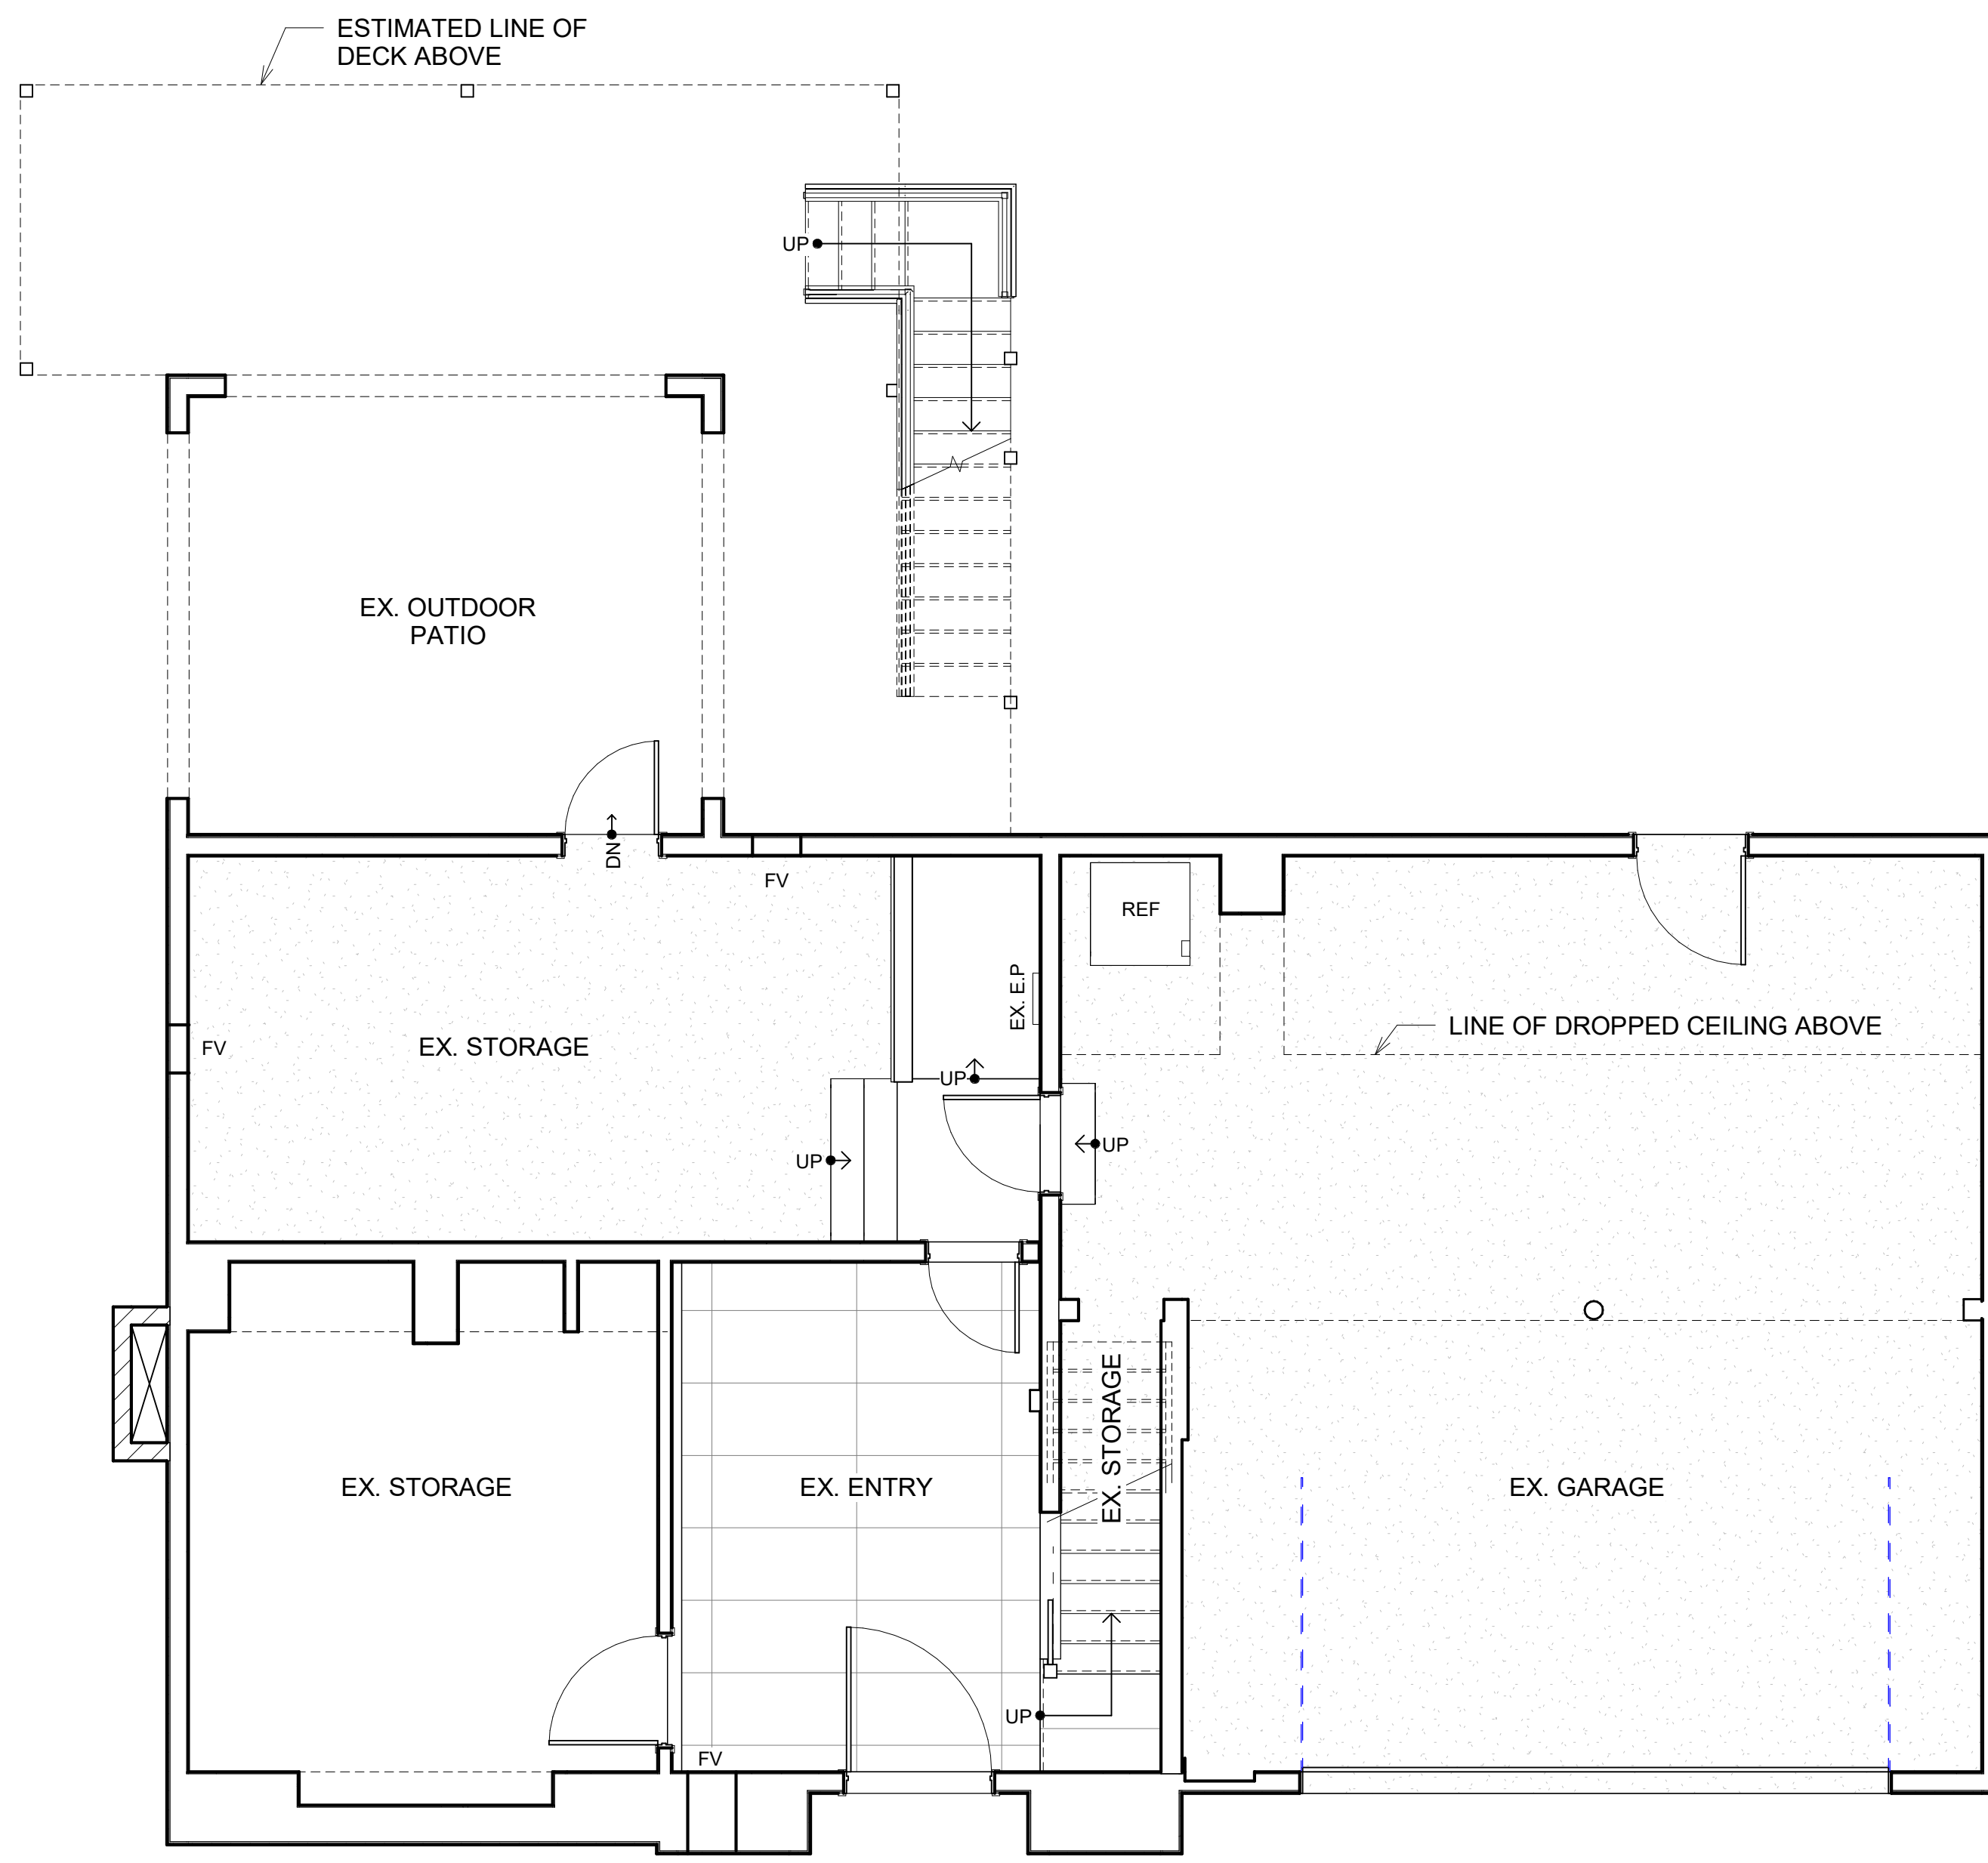 ESTIMATED LINE OF
DECK ABOVE
UP
EX. OUTDOOR
PATIO
DN
FV
REF
EX. E.P
LINE OF DROPPED CEILING ABOVE
FV
EX. STORAGE
UP
UP
UP
EX. STORAGE
EX. STORAGE
EX. ENTRY
EX. GARAGE
UP
FV